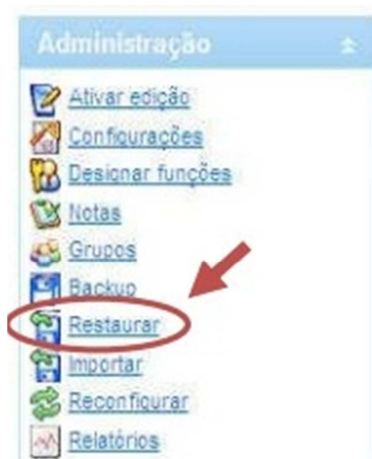 Administração
Ativar edição
Configurações
Designar funções
Notas
Grupos
Backup
Restaurar
Importar
Reconfigurar
Relatórios